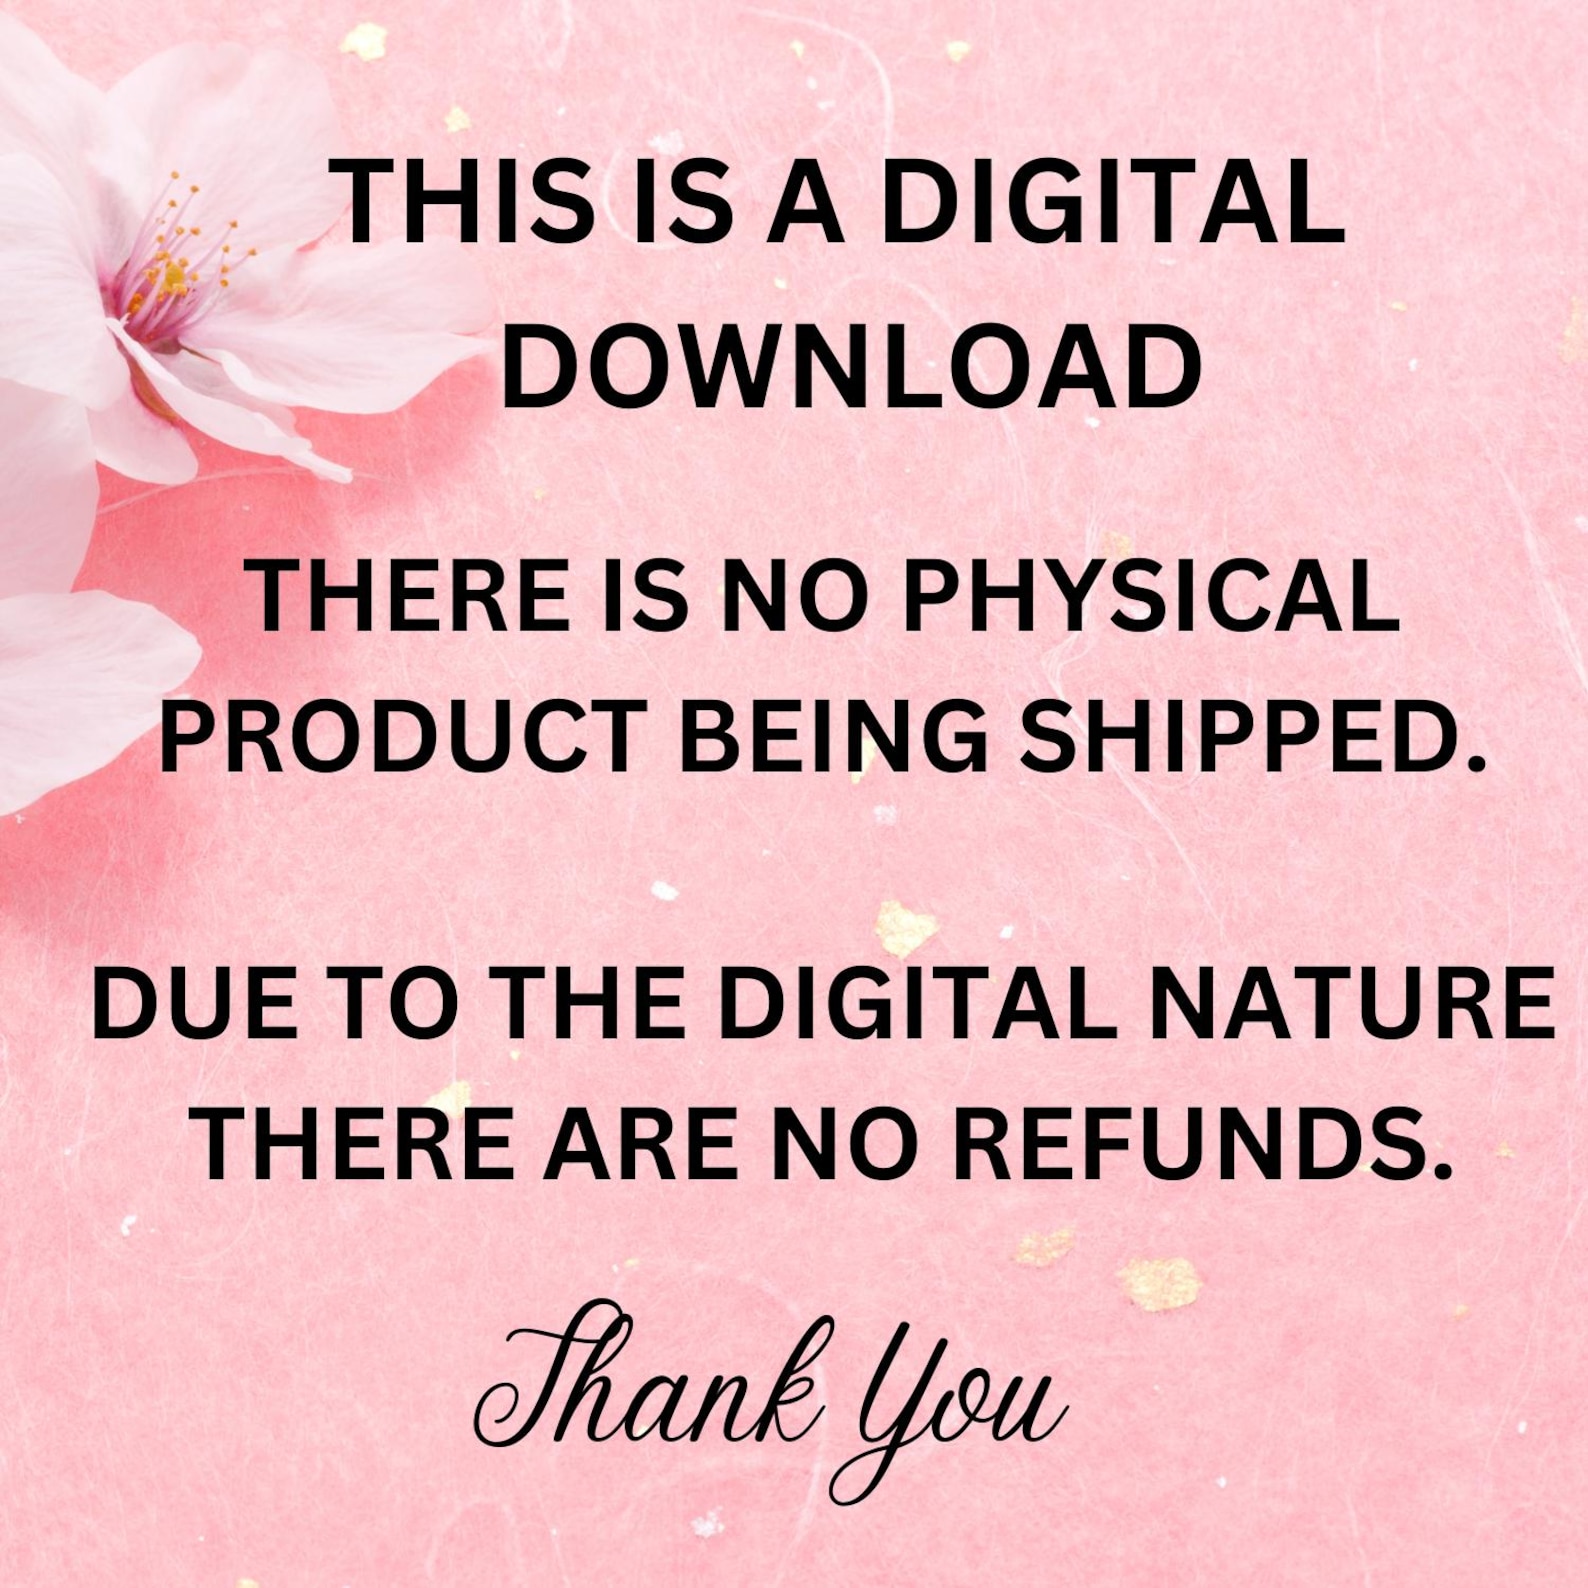 THIS IS A DIGITAL
DOWNLOAD
THERE IS NO PHYSICAL
PRODUCT BEING SHIPPED.
DUE TO THE DIGITAL NATURE
THERE ARE NO REFUNDS.
Thank You